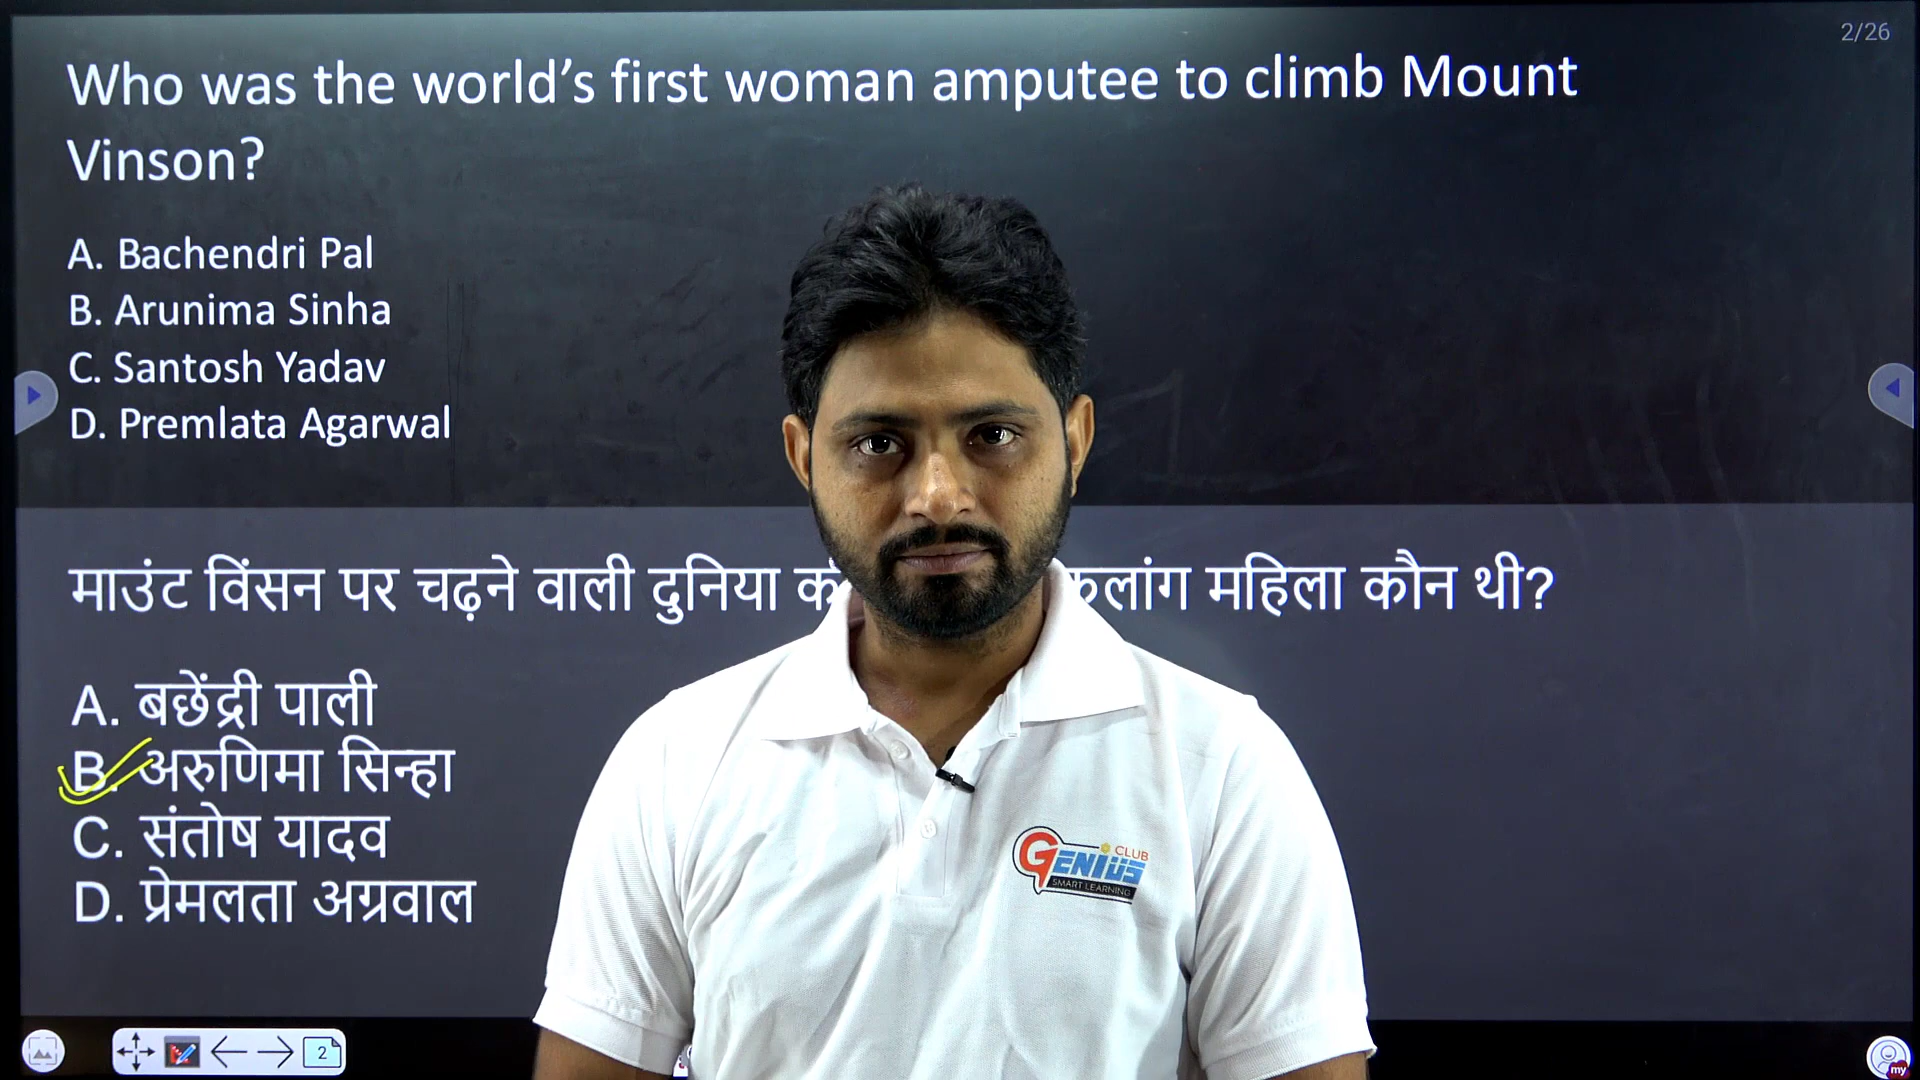 2/26
Who was the world's first woman amputee to climb Mount
Vinson?
A. Bachendri Pal
B. Arunima Sinha
C. Santosh Yadav
D. Premlata Agarwal
माउंट विंसन पर चढ़ने वाली दुनिया महिला कौन थी?
A. बछेंद्री पाली
B. अरुणिमा सिन्हा
C. संतोष यादव
D. प्रेमलता अग्रवाल
GENIUS CLUB
SMART LEARNING
2
my